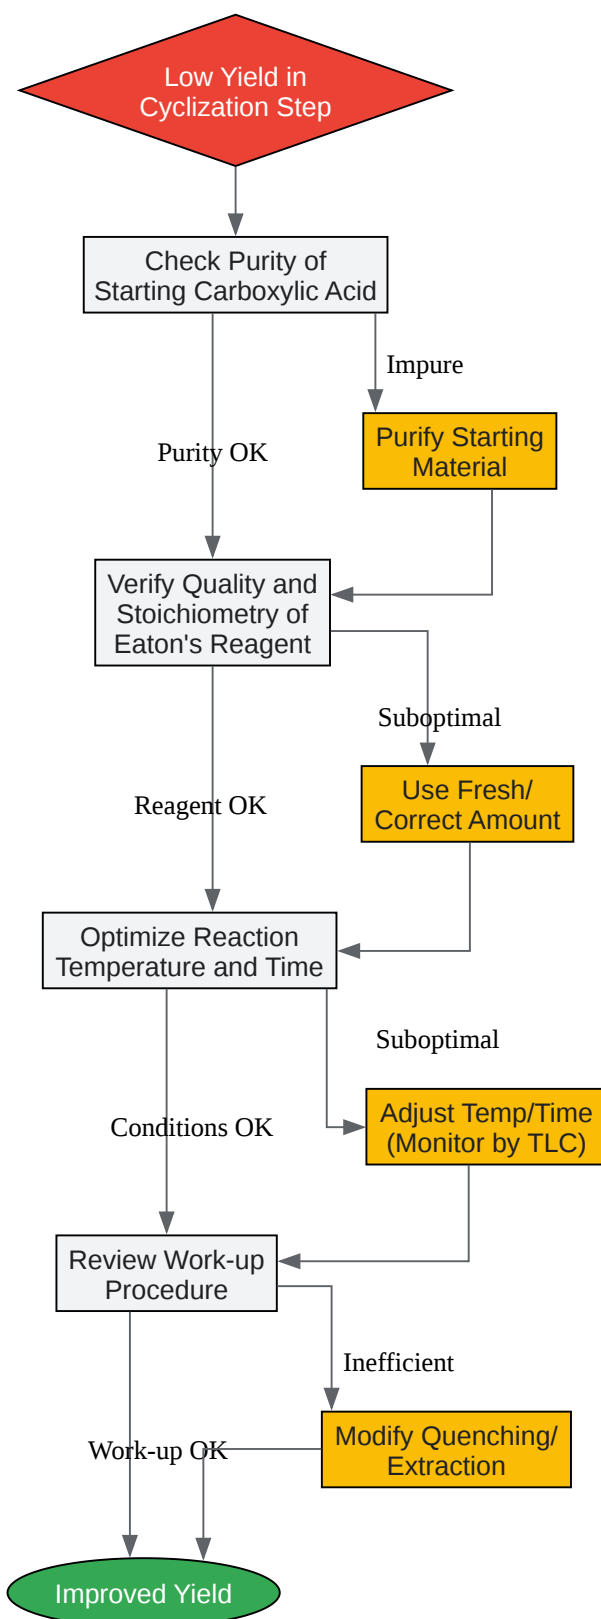 Low Yield in
Cyclization Step
Check Purity of
Starting Carboxylic Acid
Impure
Purify Starting
Material
Purity OK
Verify Quality and
Stoichiometry of
Eaton's Reagent
Suboptimal
Use Fresh/
Correct Amount
Reagent OK
Optimize Reaction
Temperature and Time
Suboptimal
Adjust Temp/Time
(Monitor by TLC)
Conditions OK
Review Work-up
Procedure
Inefficient
Modify Quenching/
Extraction
Work-up OK
Improved Yield